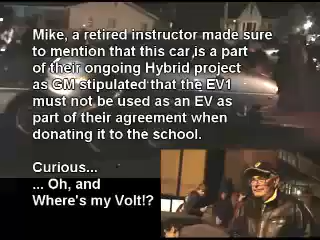 Mike, a retired instructor made sure
to mention that this car is a part
of their ongoing Hybrid project
as GM stipulated that the EV1
must not be used as an EV as
part of their agreement when
donating it to the school.
Curious...
... Oh, and
Where's my Volt!?